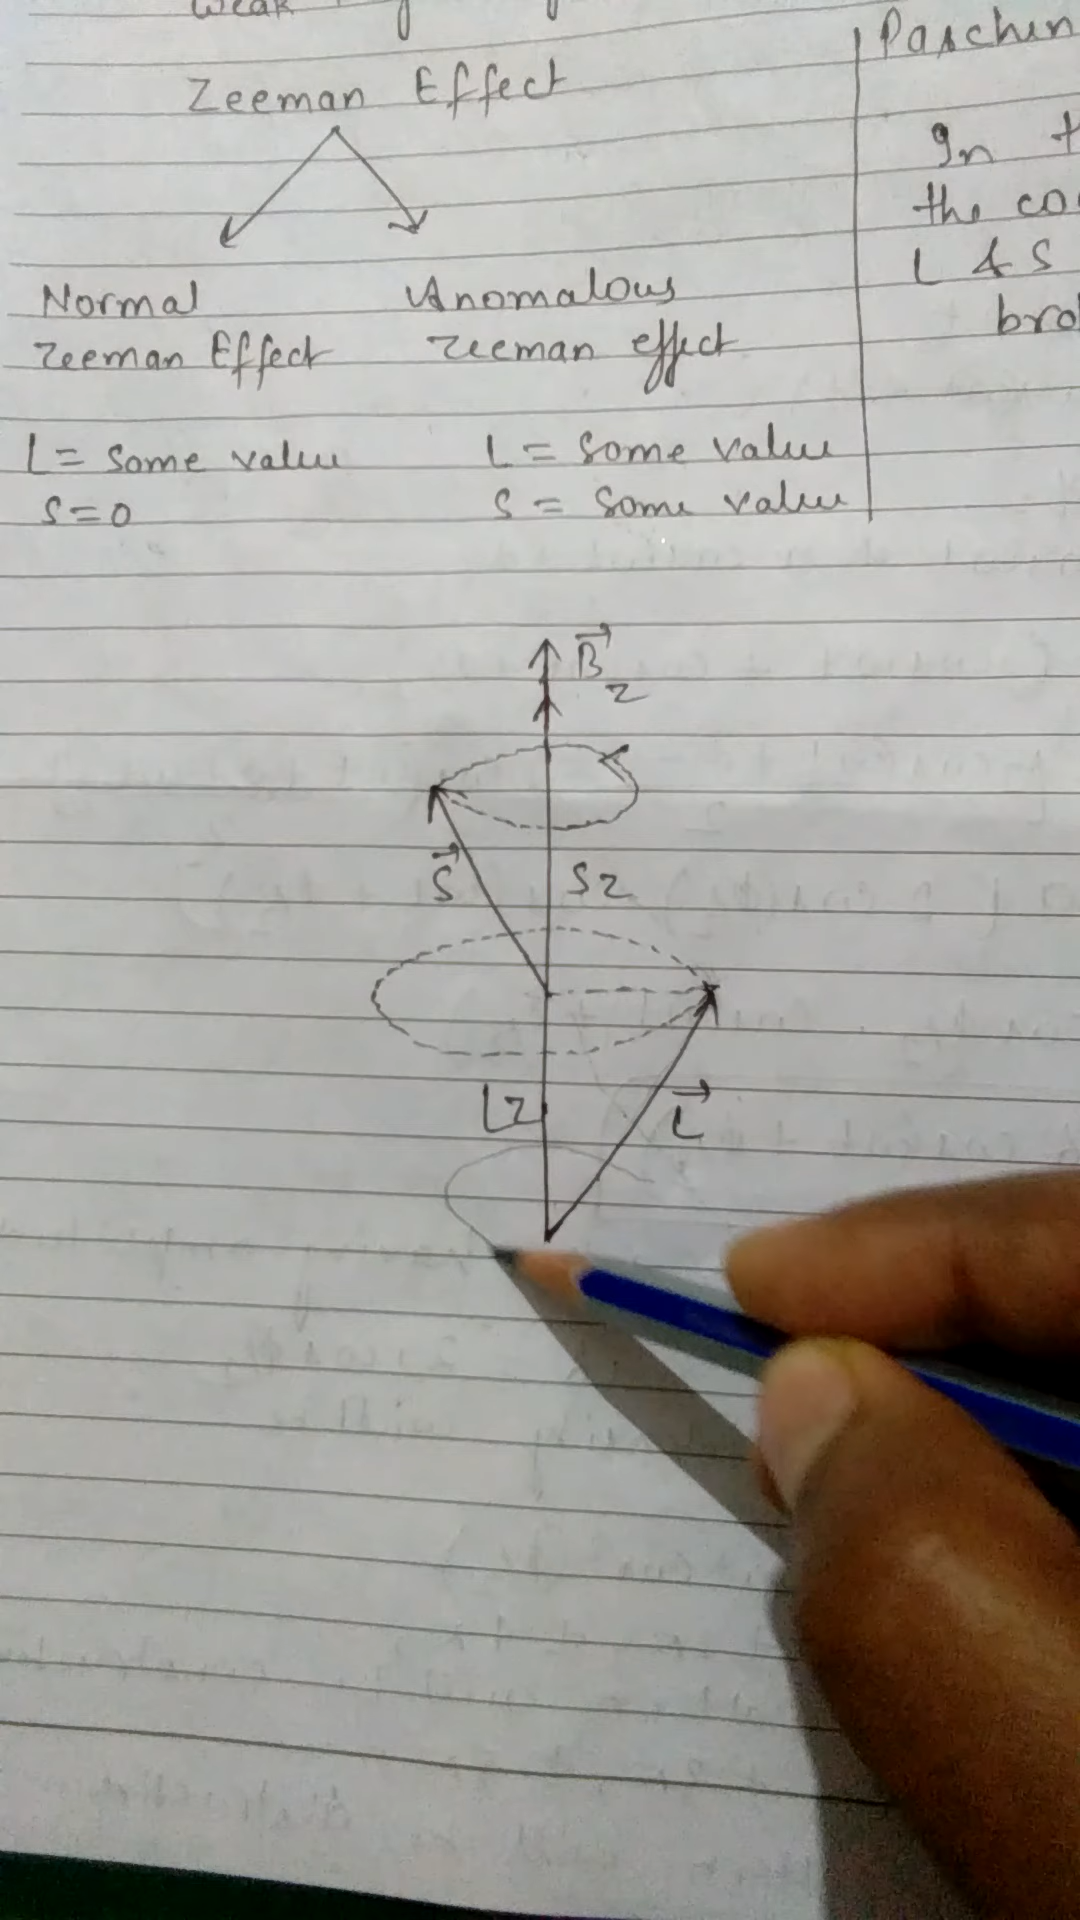 Weak
Zeeman Effect
Normal
Zeeman Effect
Anomalous
Zeeman effect
L = Some value
S = 0
L = Some value
S = Some value
Paschen
In
the
L & S
B⃗
z
S⃗
Sz
Lz
L⃗